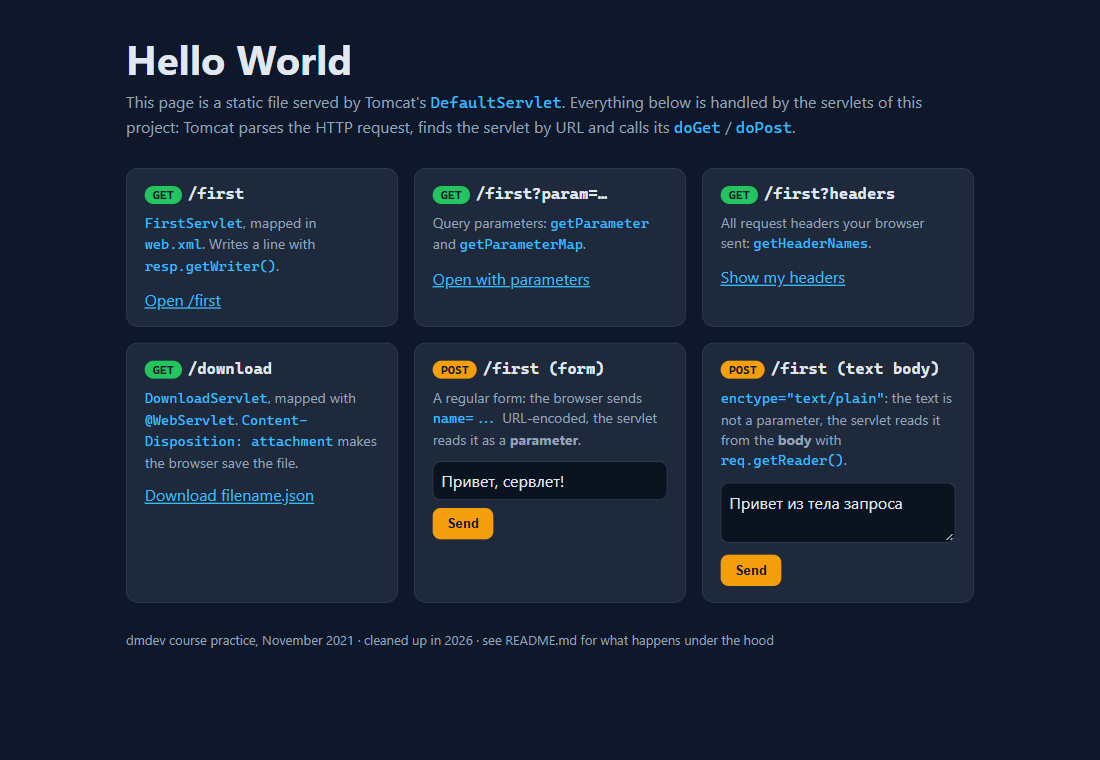 Hello World
This page is a static file served by Tomcat's DefaultServlet. Everything below is handled by the servlets of this
project: Tomcat parses the HTTP request, finds the servlet by URL and calls its doGet / doPost.
GET /first
FirstServlet, mapped in
web.xml. Writes a line with
resp.getWriter().
Open /first
GET /first?param=…
Query parameters: getParameter
and getParameterMap.
Open with parameters
GET /first?headers
All request headers your browser
sent: getHeaderNames.
Show my headers
GET /download
DownloadServlet, mapped with
@WebServlet. Content-
Disposition: attachment makes
the browser save the file.
Download filename.json
POST /first (form)
A regular form: the browser sends
name=... URL-encoded, the servlet
reads it as a parameter.
Привет, сервлет!
Send
POST /first (text body)
enctype="text/plain": the text is
not a parameter, the servlet reads it
from the body with
req.getReader().
Привет из тела запроса
Send
dmdev course practice, November 2021 · cleaned up in 2026 · see README.md for what happens under the hood